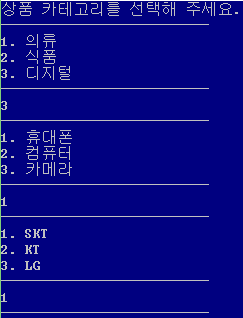 상품 카테고리를 선택해 주세요.
1. 의류
2. 식품
3. 디지털
3
1. 휴대폰
2. 컴퓨터
3. 카메라
1
1. SKT
2. KT
3. LG
1